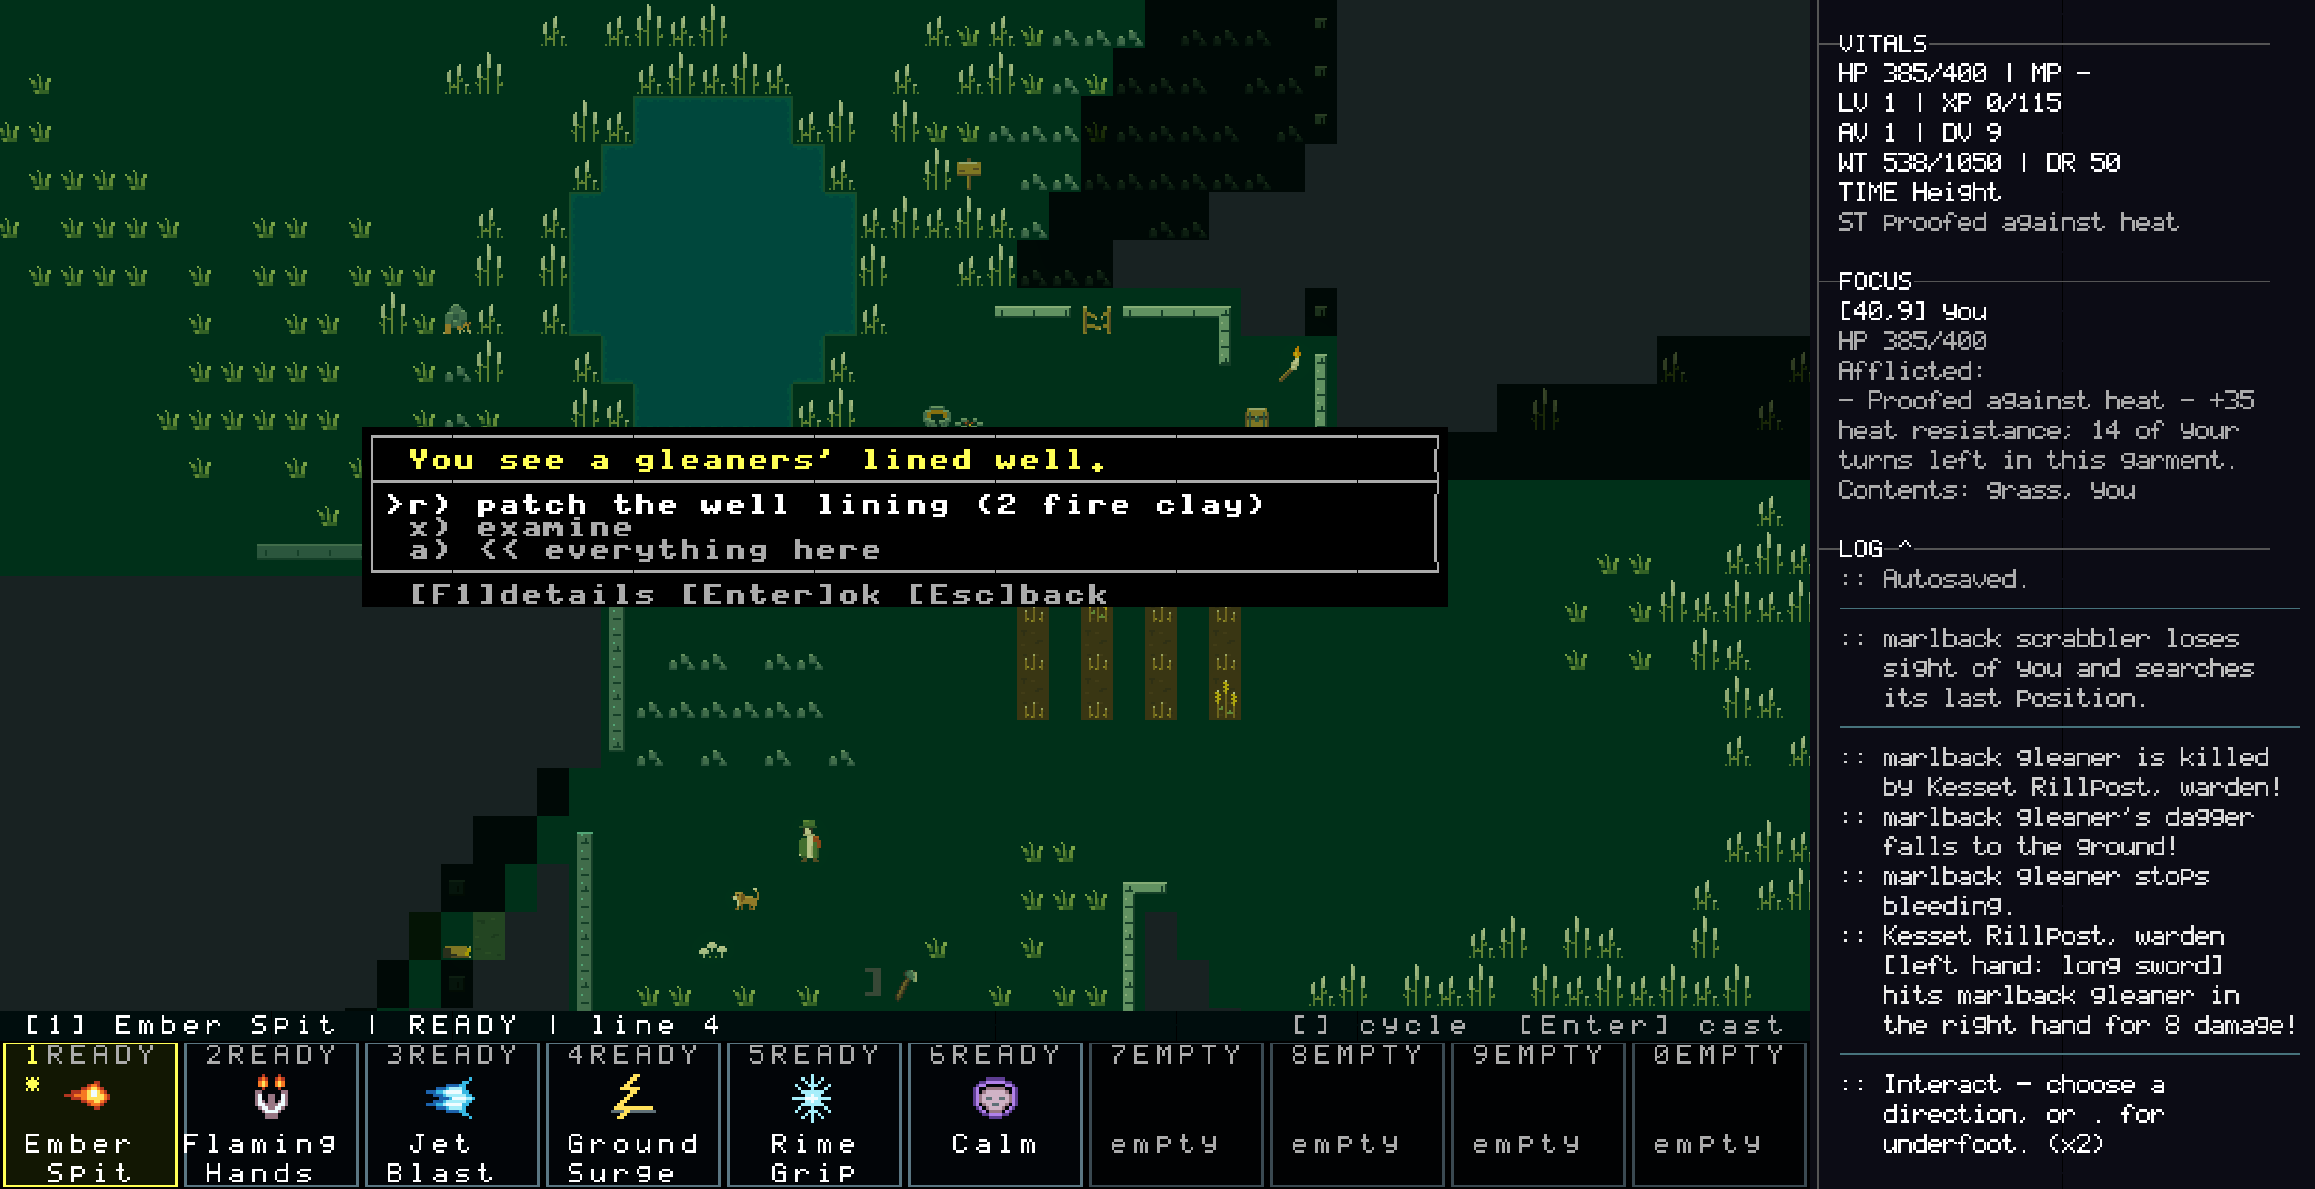 VITALS
HP 385/400 | MP -
LV 1 | XP 0/115
AV 1 | DV 9
WT 538/1050 | DR 50
TIME Height
ST Proofed against heat
FOCUS
[40,9] You
HP 385/400
Afflicted:
- Proofed against heat - +35
heat resistance; 14 of your
turns left in this garment.
Contents: grass, You
LOG ^
:: Autosaved.
:: marlback scrabbler loses
sight of you and searches
its last position.
:: marlback gleaner is killed
by Kesset Rillpost, warden!
:: marlback gleaner's dagger
falls to the ground!
:: marlback gleaner stops
bleeding.
:: Kesset Rillpost, warden
[left hand: long sword]
hits marlback gleaner in
the right hand for 8 damage!
:: Interact - choose a
direction, or . for
underfoot. (x2)
You see a gleaners' lined well.
>r) patch the well lining (2 fire clay)
x) examine
a) << everything here
[F1]details [Enter]ok [Esc]back
[1] Ember Spit | READY | line 4
[] cycle [Enter] cast
1READY
Ember
Spit
2READY
Flaming
Hands
3READY
Jet
Blast
4READY
Ground
Surge
5READY
Rime
Grip
6READY
Calm
7EMPTY
empty
8EMPTY
empty
9EMPTY
empty
0EMPTY
empty